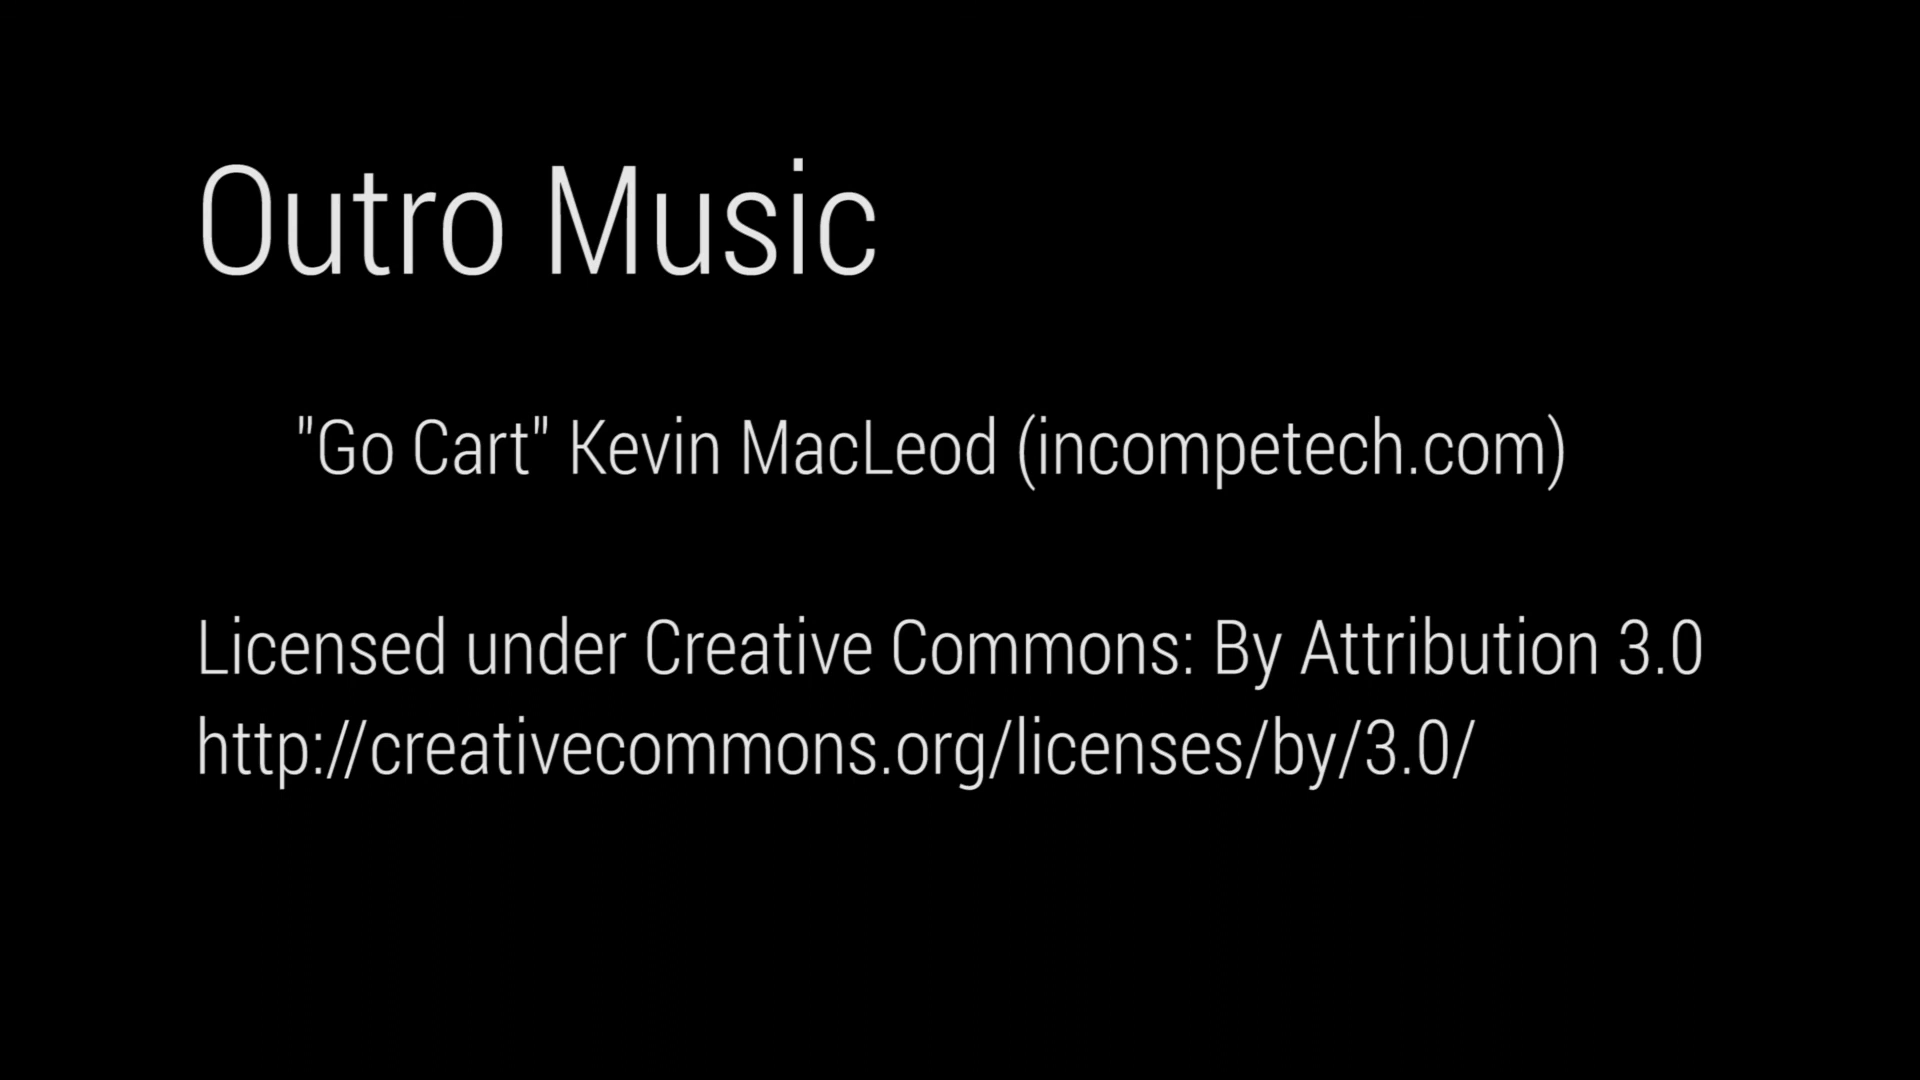 Outro Music
"Go Cart" Kevin MacLeod (incompetech.com)
Licensed under Creative Commons: By Attribution 3.0
http://creativecommons.org/licenses/by/3.0/